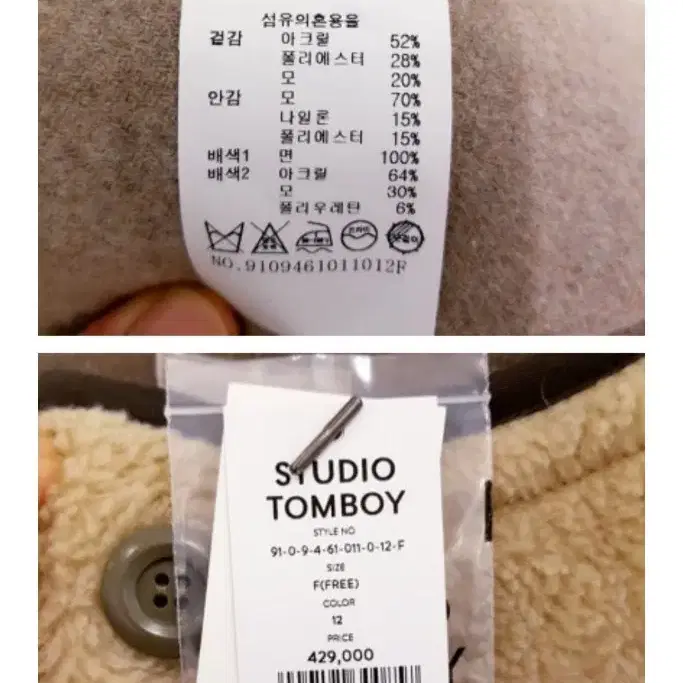 섬유의혼용율
겉감 아크릴 52%
폴리에스터 28%
모 20%
안감 모 70%
나일론 15%
폴리에스터 15%
배색1 면 100%
배색2 아크릴 64%
모 30%
폴리우레탄 6%
NO.9109461011012F
STUDIO
TOMBOY
STYLE NO
91-0-9-4-61-011-0-12-F
SIZE
F(FREE)
COLOR
12
PRICE
429,000